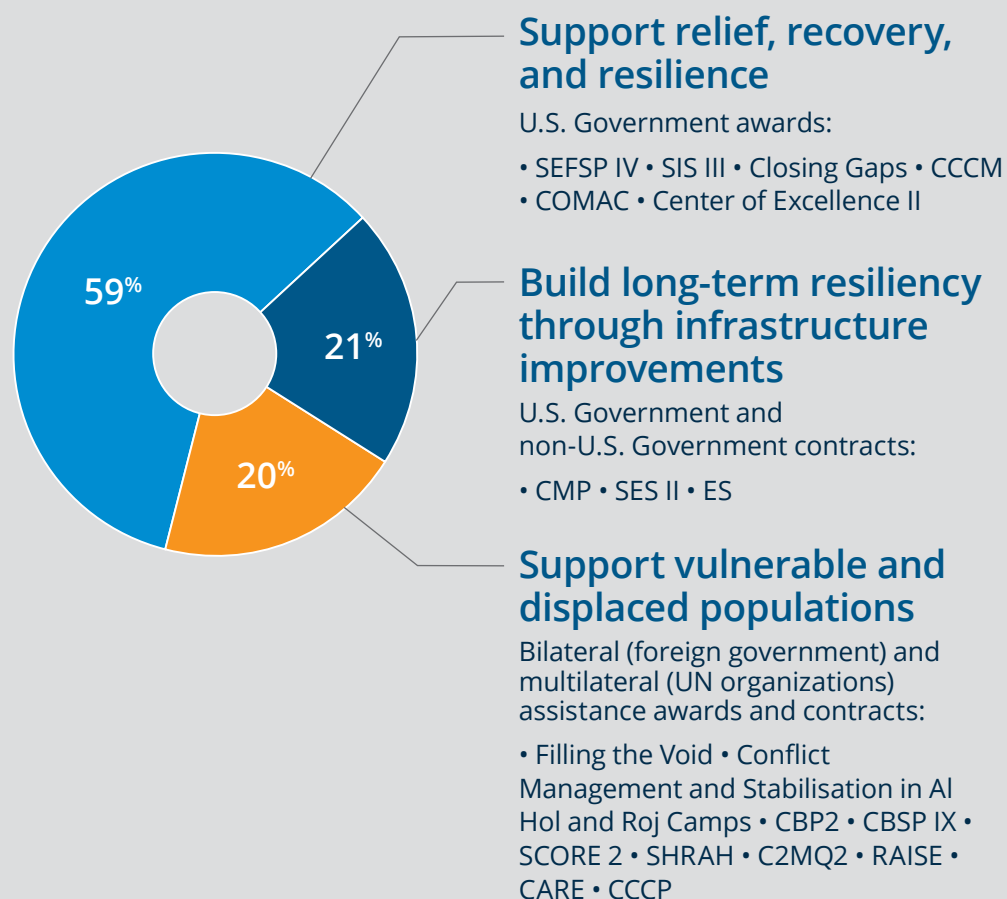 Support relief, recovery,
and resilience
U.S. Government awards:
• SEFSP IV • SIS III • Closing Gaps • CCCM
• COMAC • Center of Excellence II
59%
21%
20%
Build long-term resiliency
through infrastructure
improvements
U.S. Government and
non-U.S. Government contracts:
• CMP • SES II • ES
Support vulnerable and
displaced populations
Bilateral (foreign government) and
multilateral (UN organizations)
assistance awards and contracts:
• Filling the Void • Conflict
Management and Stabilisation in Al
Hol and Roj Camps • CBP2 • CBSP IX •
SCORE 2 • SHRAH • C2MQ2 • RAISE •
CARE • CCCP